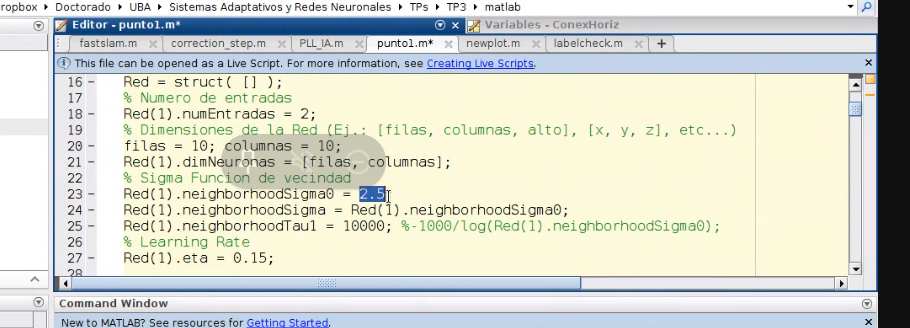 ropbox ▸ Doctorado ▸ UBA ▸ Sistemas Adaptativos y Redes Neuronales ▸ TPs ▸ TP3 ▸ matlab
Editor - punto1.m*
Variables - ConexHoriz
fastslam.m
correction_step.m
PLL_IA.m
punto1.m*
newplot.m
labelcheck.m
This file can be opened as a Live Script. For more information, see Creating Live Scripts.
16 - Red = struct( [] );
17 % Numero de entradas
18 - Red(1).numEntradas = 2;
19 % Dimensiones de la Red (Ej.: [filas, columnas, alto], [x, y, z], etc...)
20 - filas = 10; columnas = 10;
21 - Red(1).dimNeuronas = [filas, columnas];
22 % Sigma Funcion de vecindad
23 - Red(1).neighborhoodSigma0 = 2.5
24 - Red(1).neighborhoodSigma = Red(1).neighborhoodSigma0;
25 - Red(1).neighborhoodTau1 = 10000; %-1000/log(Red(1).neighborhoodSigma0);
26 % Learning Rate
27 - Red(1).eta = 0.15;
28
Command Window
New to MATLAB? See resources for Getting Started.